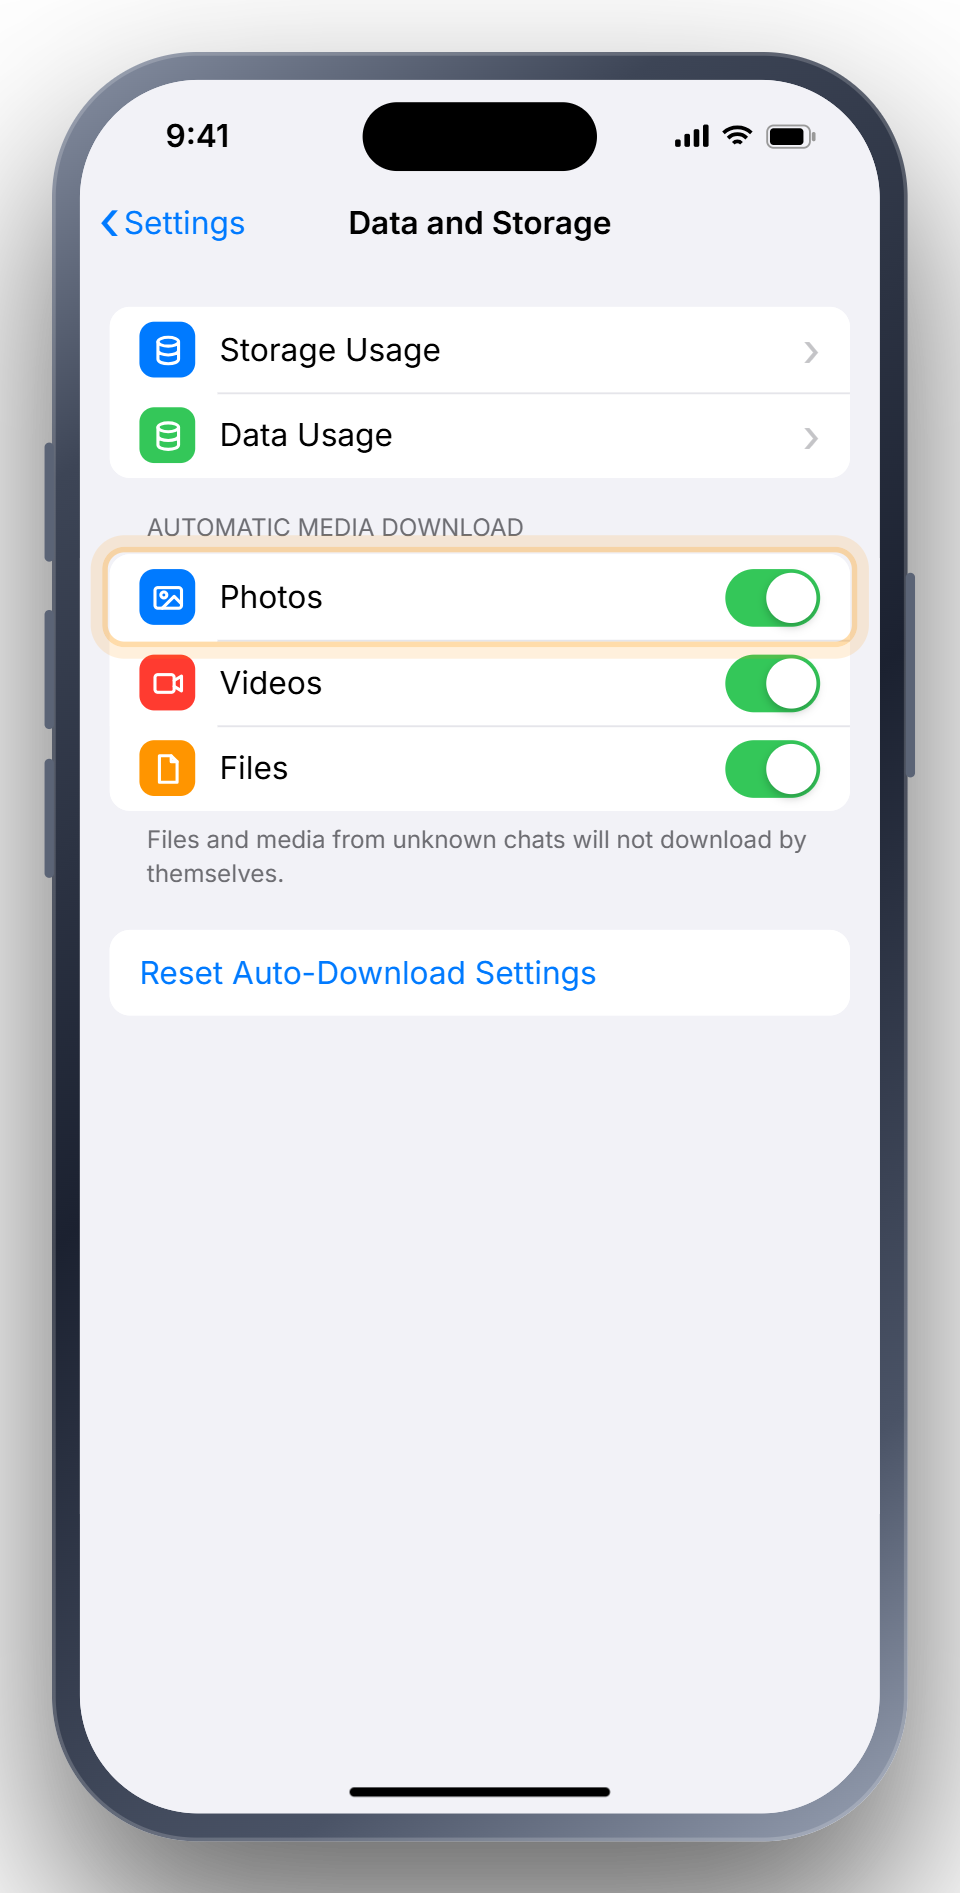 9:41
Settings
Data and Storage
Storage Usage
Data Usage
AUTOMATIC MEDIA DOWNLOAD
Photos
Videos
Files
Files and media from unknown chats will not download by
themselves.
Reset Auto-Download Settings